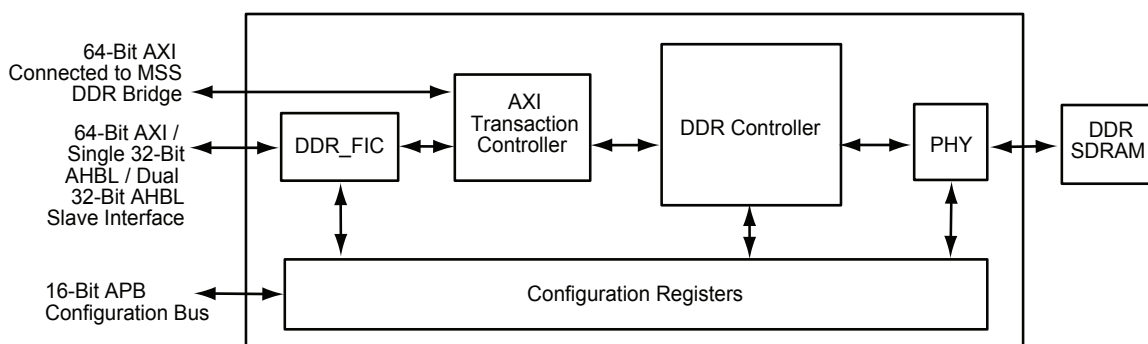 64-Bit AXI
Connected to MSS
DDR Bridge
64-Bit AXI /
Single 32-Bit
AHBL / Dual
32-Bit AHBL
Slave Interface
16-Bit APB
Configuration Bus
DDR_FIC
AXI
Transaction
Controller
DDR Controller
PHY
DDR
SDRAM
Configuration Registers